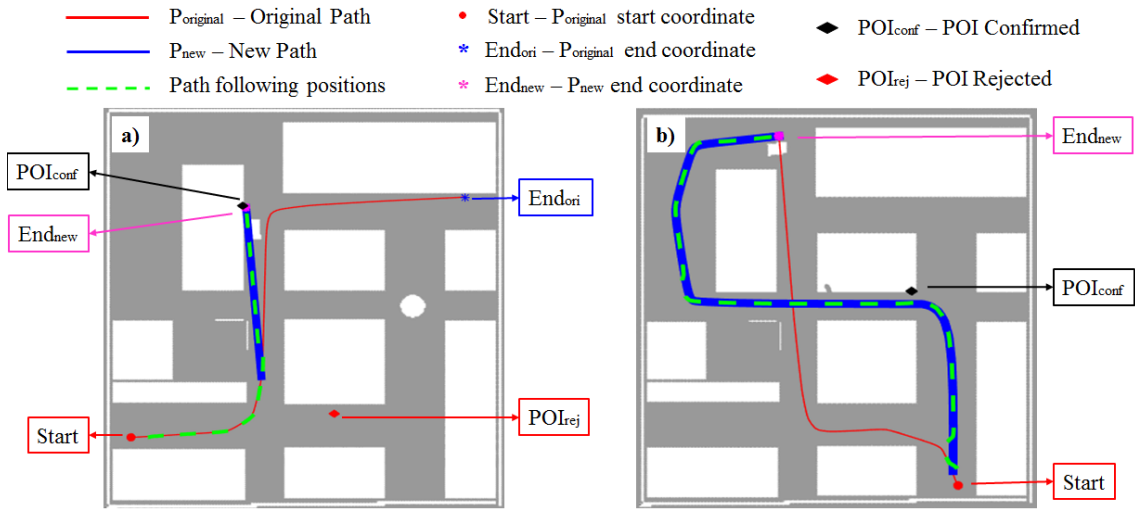 Poriginal – Original Path
Start – Poriginal start coordinate
POIconf – POI Confirmed
Pnew – New Path
Endori – Poriginal end coordinate
Path following positions
* Endnew – Pnew end coordinate
POIrej – POI Rejected
a)
POIconf
Endnew
Endori
POIrej
Start
b)
Endnew
POIconf
Start